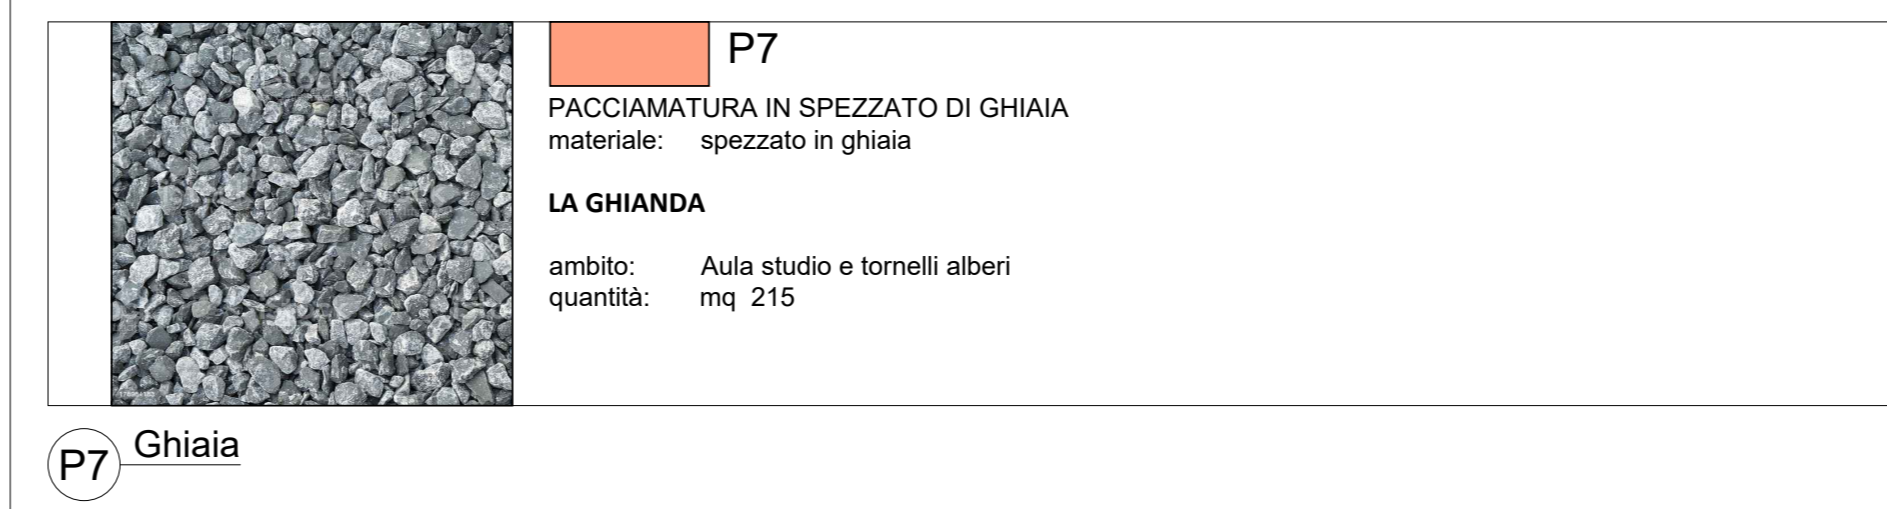 P7
PACCIAMATURA IN SPEZZATO DI GHIAIA
materiale: spezzato in ghiaia
LA GHIANDA
ambito: Aula studio e tornelli alberi
quantità: mq 215
P7 Ghiaia